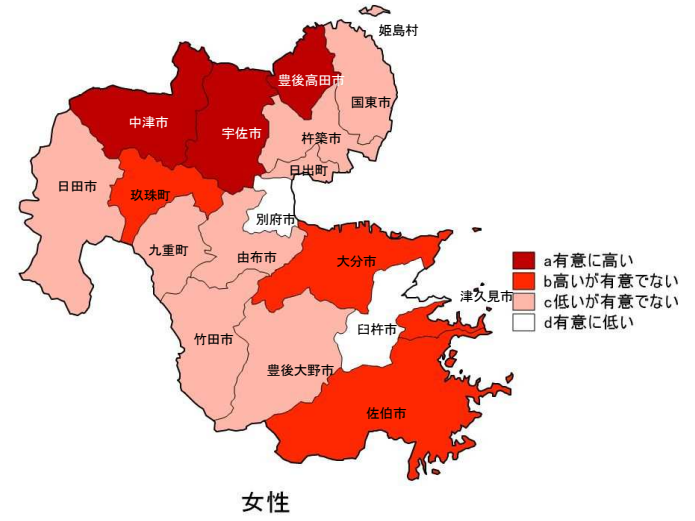 姫島村
豊後高田市
国東市
中津市
宇佐市
杵築市
日出町
日田市
玖珠町
別府市
九重町
由布市
大分市
a有意に高い
b高いが有意でない
c低いが有意でない
d有意に低い
津久見市
臼杵市
竹田市
豊後大野市
佐伯市
女性